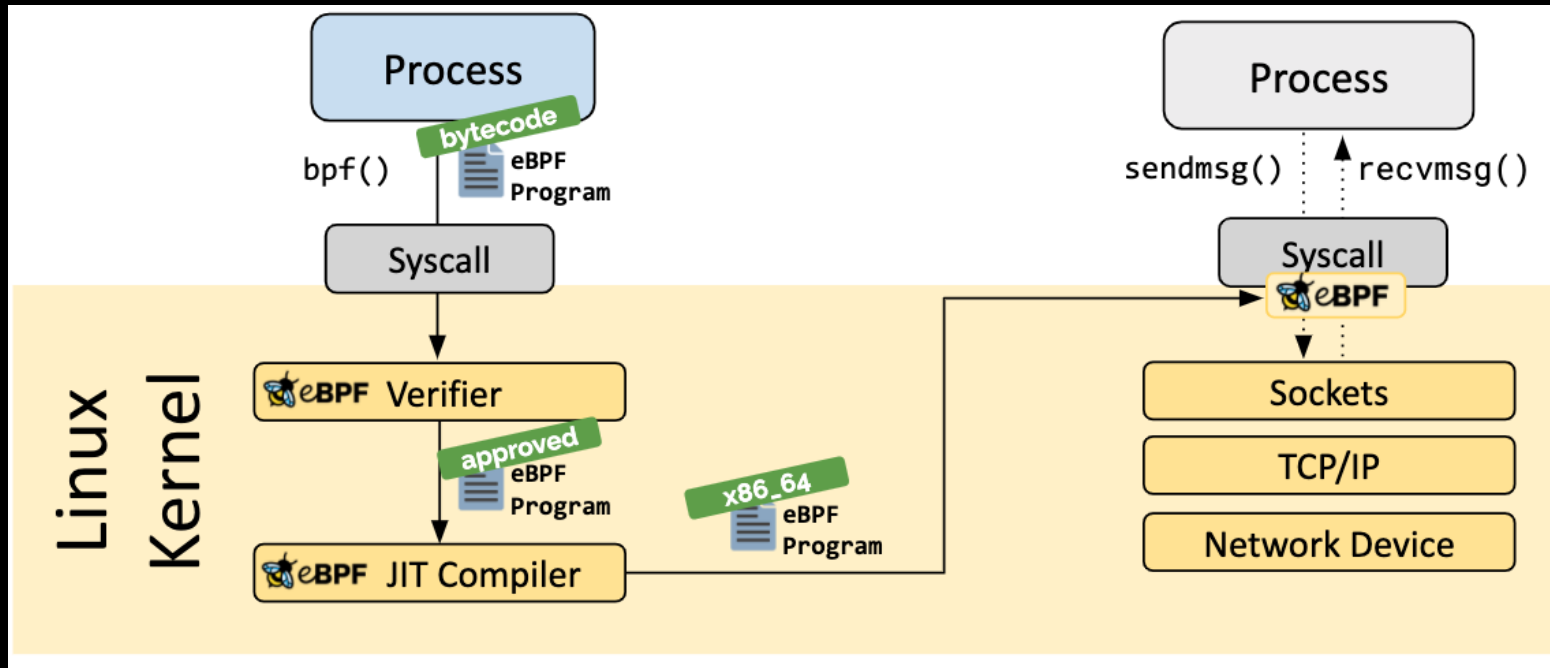 Process
bytecode
bpf()
eBPF
Program
Syscall
Linux
Kernel
eBPF Verifier
approved
eBPF
Program
eBPF JIT Compiler
x86_64
eBPF
Program
Process
sendmsg()
recvmsg()
Syscall
eBPF
Sockets
TCP/IP
Network Device